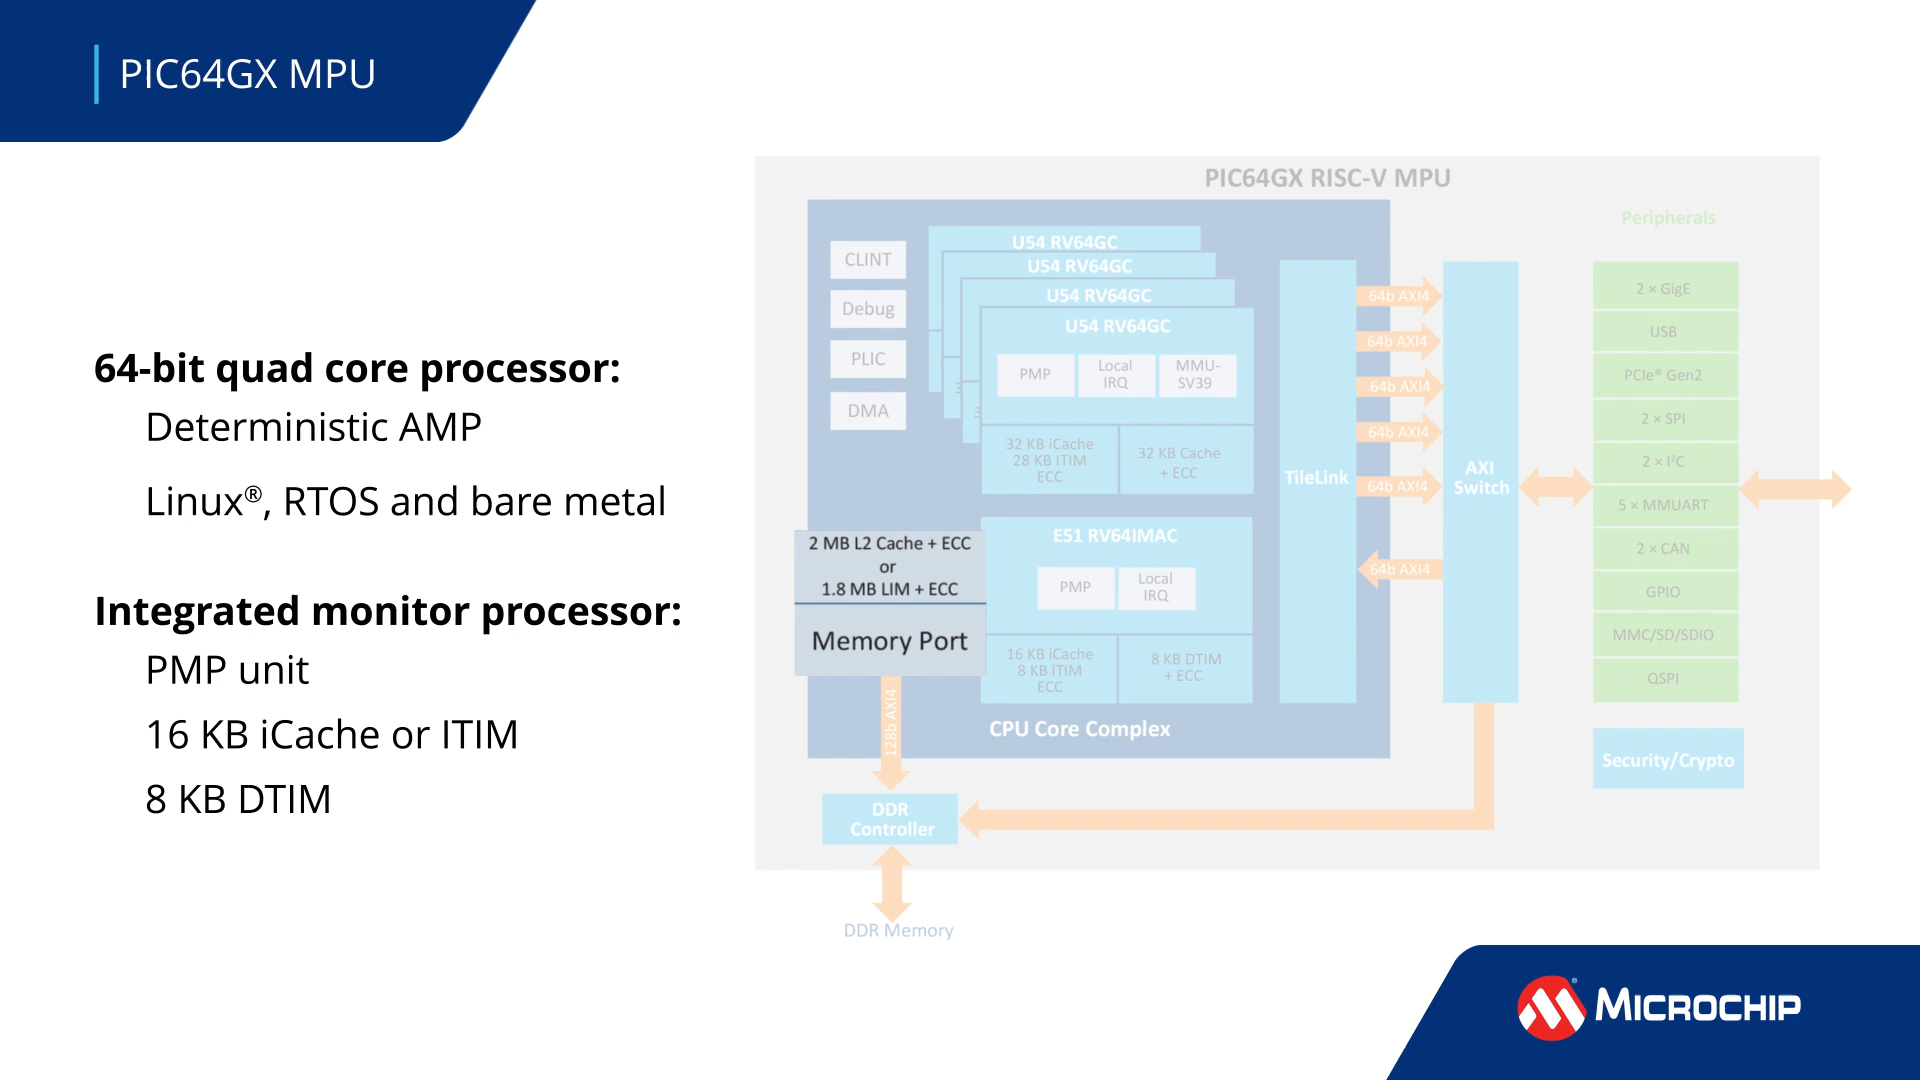 PIC64GX MPU
64-bit quad core processor:
Deterministic AMP
Linux®, RTOS and bare metal
Integrated monitor processor:
PMP unit
16 KB iCache or ITIM
8 KB DTIM
PIC64GX RISC-V MPU
CLINT
Debug
PLIC
DMA
U54 RV64GC
U54 RV64GC
U54 RV64GC
U54 RV64GC
PMP
Local
IRQ
MMU-
SV39
3
3
32 KB iCache
28 KB ITIM
ECC
32 KB Cache
+ ECC
2 MB L2 Cache + ECC
or
1.8 MB LIM + ECC
Memory Port
E51 RV64IMAC
PMP
Local
IRQ
16 KB iCache
8 KB ITIM
ECC
8 KB DTIM
+ ECC
CPU Core Complex
128b AXI4
TileLink
64b AXI4
64b AXI4
64b AXI4
64b AXI4
64b AXI4
64b AXI4
AXI
Switch
Peripherals
2 × GigE
USB
PCIe® Gen2
2 × SPI
2 × I²C
5 × MMUART
2 × CAN
GPIO
MMC/SD/SDIO
QSPI
Security/Crypto
DDR
Controller
DDR Memory
® MICROCHIP